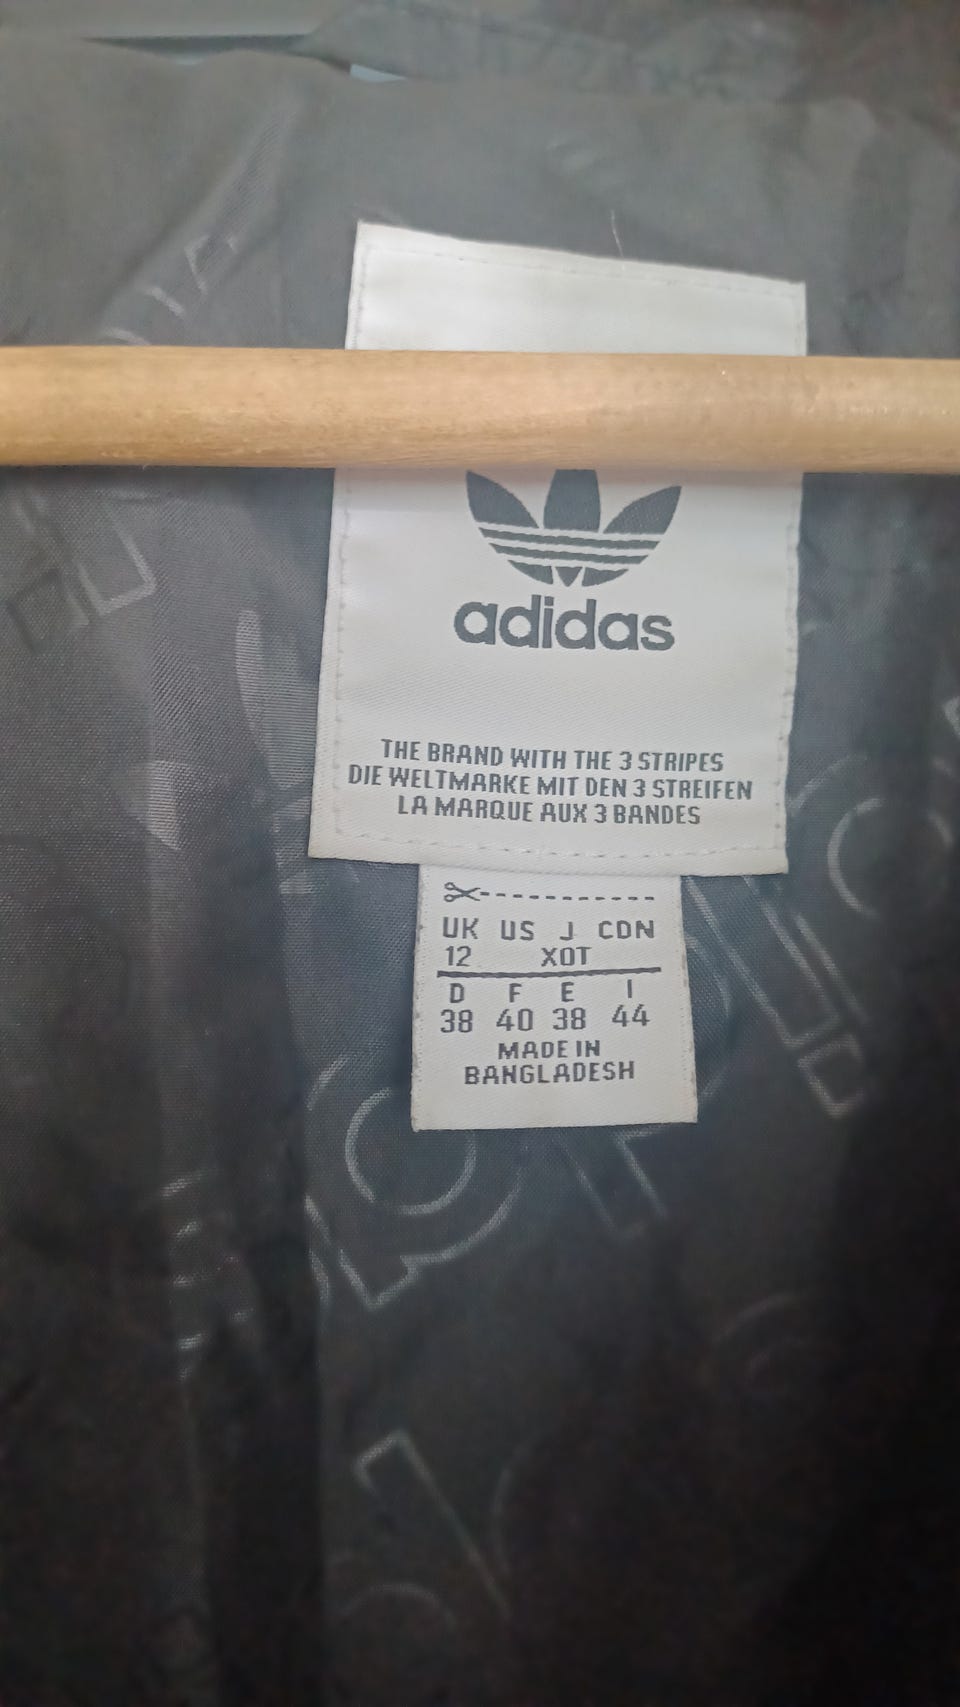 adidas
THE BRAND WITH THE 3 STRIPES
DIE WELTMARKE MIT DEN 3 STREIFEN
LA MARQUE AUX 3 BANDES
UK US J CDN
12 XOT
D F E I
38 40 38 44
MADE IN
BANGLADESH